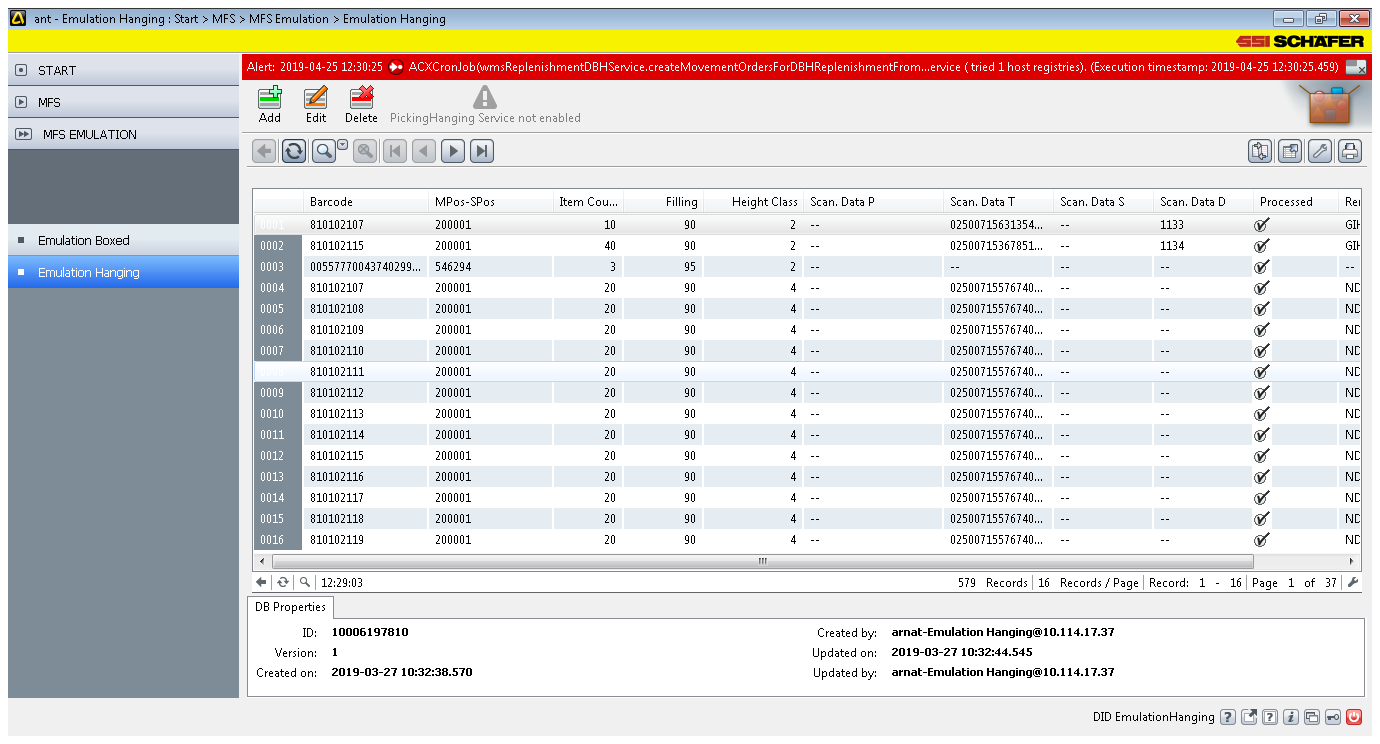 ant - Emulation Hanging : Start > MFS > MFS Emulation > Emulation Hanging
SSI SCHÄFER
START
MFS
MFS EMULATION
Emulation Boxed
Emulation Hanging
Alert: 2019-04-25 12:30:25 ACXCronJob(wmsReplenishmentDBHService.createMovementOrdersForDBHReplenishmentFrom...ervice ( tried 1 host registries). (Execution timestamp: 2019-04-25 12:30:25.459)
Add Edit Delete PickingHanging Service not enabled
Barcode MPos-SPos Item Cou... Filling Height Class Scan. Data P Scan. Data T Scan. Data S Scan. Data D Processed Rei
0001 810102107 200001 10 90 2 -- 02500715631354... -- 1133 GIH
0002 810102115 200001 40 90 2 -- 02500715367851... -- 1134 GIH
0003 00557770043740299... 546294 3 95 2 -- -- -- -- --
0004 810102107 200001 20 90 4 -- 02500715576740... -- -- ND
0005 810102108 200001 20 90 4 -- 02500715576740... -- -- ND
0006 810102109 200001 20 90 4 -- 02500715576740... -- -- ND
0007 810102110 200001 20 90 4 -- 02500715576740... -- -- ND
810102111 200001 20 90 4 -- 02500715576740... -- -- ND
0009 810102112 200001 20 90 4 -- 02500715576740... -- -- ND
0010 810102113 200001 20 90 4 -- 02500715576740... -- -- ND
0011 810102114 200001 20 90 4 -- 02500715576740... -- -- ND
0012 810102115 200001 20 90 4 -- 02500715576740... -- -- ND
0013 810102116 200001 20 90 4 -- 02500715576740... -- -- ND
0014 810102117 200001 20 90 4 -- 02500715576740... -- -- ND
0015 810102118 200001 20 90 4 -- 02500715576740... -- -- ND
0016 810102119 200001 20 90 4 -- 02500715576740... -- -- ND
12:29:03 579 Records 16 Records / Page Record: 1 - 16 Page 1 of 37
DB Properties
ID: 10006197810 Created by: arnat-Emulation Hanging@10.114.17.37
Version: 1 Updated on: 2019-03-27 10:32:44.545
Created on: 2019-03-27 10:32:38.570 Updated by: arnat-Emulation Hanging@10.114.17.37
DID EmulationHanging